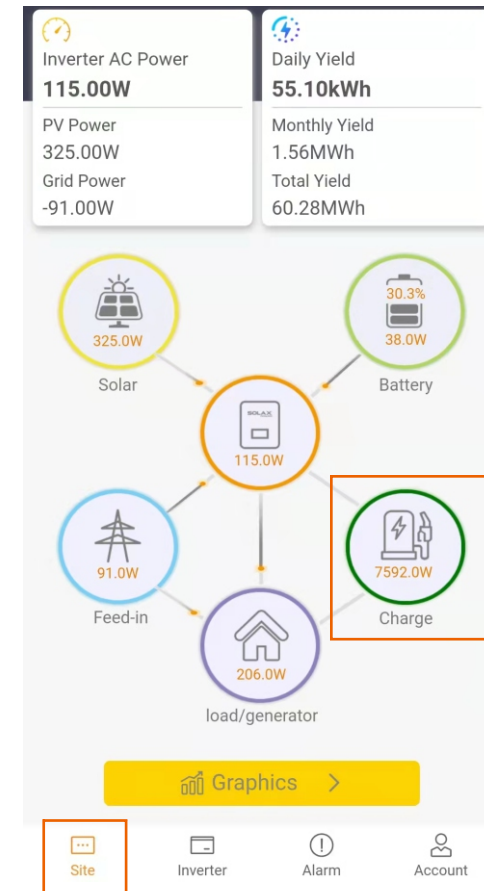 Inverter AC Power
115.00W
PV Power
325.00W
Grid Power
-91.00W
Daily Yield
55.10kWh
Monthly Yield
1.56MWh
Total Yield
60.28MWh
325.0W
Solar
30.3%
38.0W
Battery
SOLAX
115.0W
91.0W
Feed-in
7592.0W
Charge
206.0W
load/generator
Graphics >
Site
Inverter
Alarm
Account